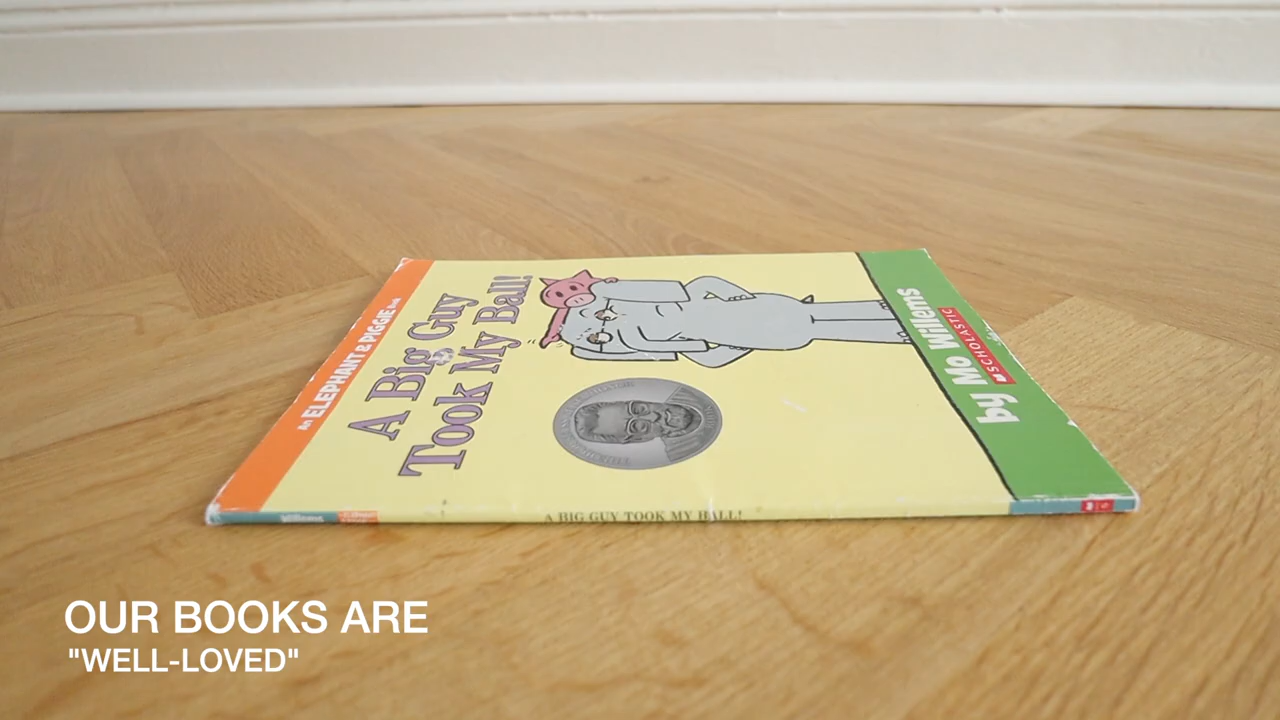 An ELEPHANT & PIGGIE Book
A Big Guy
Took My Ball!
by Mo Willems
SCHOLASTIC
Willems
A BIG GUY TOOK MY BALL!
OUR BOOKS ARE
"WELL-LOVED"